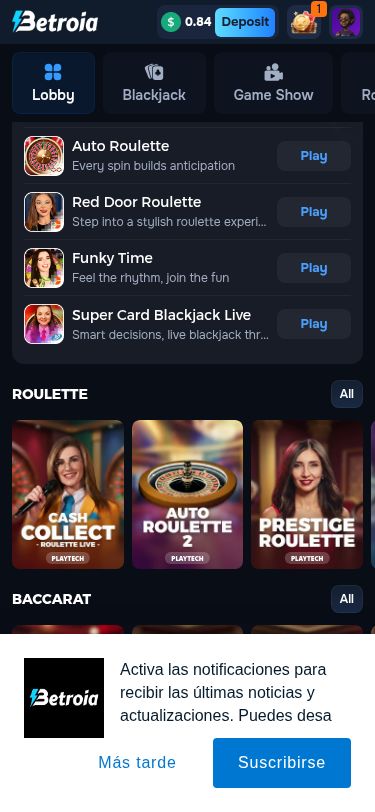 Betroia
$ 0.84 Deposit
1
Lobby
Blackjack
Game Show
Ro
Auto Roulette
Every spin builds anticipation
Play
Red Door Roulette
Step into a stylish roulette experi...
Play
Funky Time
Feel the rhythm, join the fun
Play
Super Card Blackjack Live
Smart decisions, live blackjack thr...
Play
ROULETTE
All
CASH
COLLECT
- ROULETTE LIVE -
PLAYTECH
AUTO
ROULETTE
2
PLAYTECH
PRESTIGE
ROULETTE
PLAYTECH
BACCARAT
All
Betroia
Activa las notificaciones para
recibir las últimas noticias y
actualizaciones. Puedes desa
Más tarde
Suscribirse